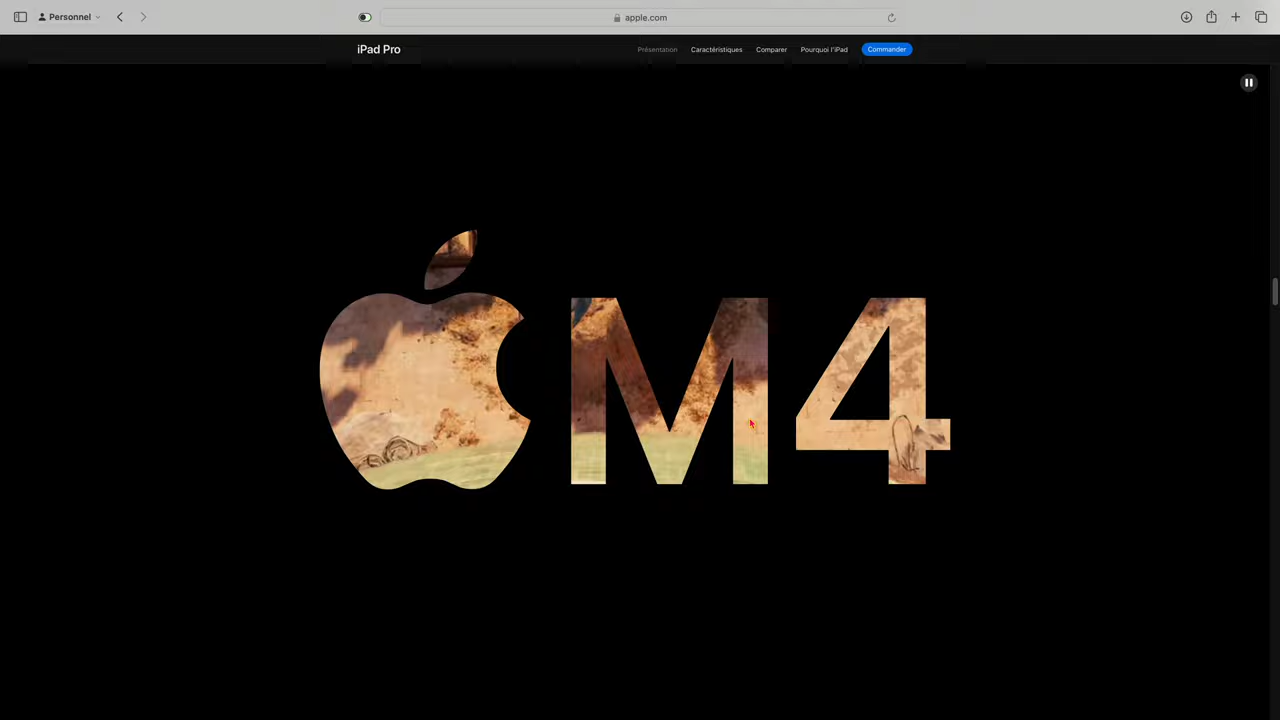 Personnel
apple.com
iPad Pro
Présentation
Caractéristiques
Comparer
Pourquoi l'iPad
Commander
M4